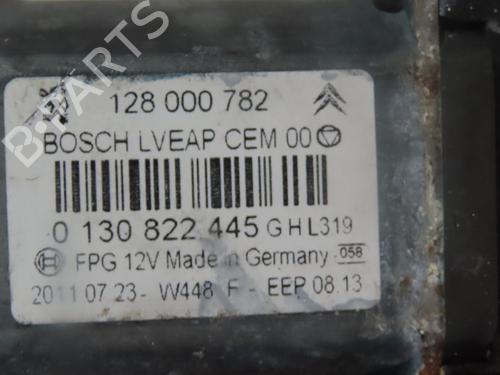 128 000 782
BOSCH LVEAP CEM 00
0 130 822 445 GHL319
FPG 12V Made in Germany 058
2011 07 23- W448 F - EEP 08.13
B-PARTS